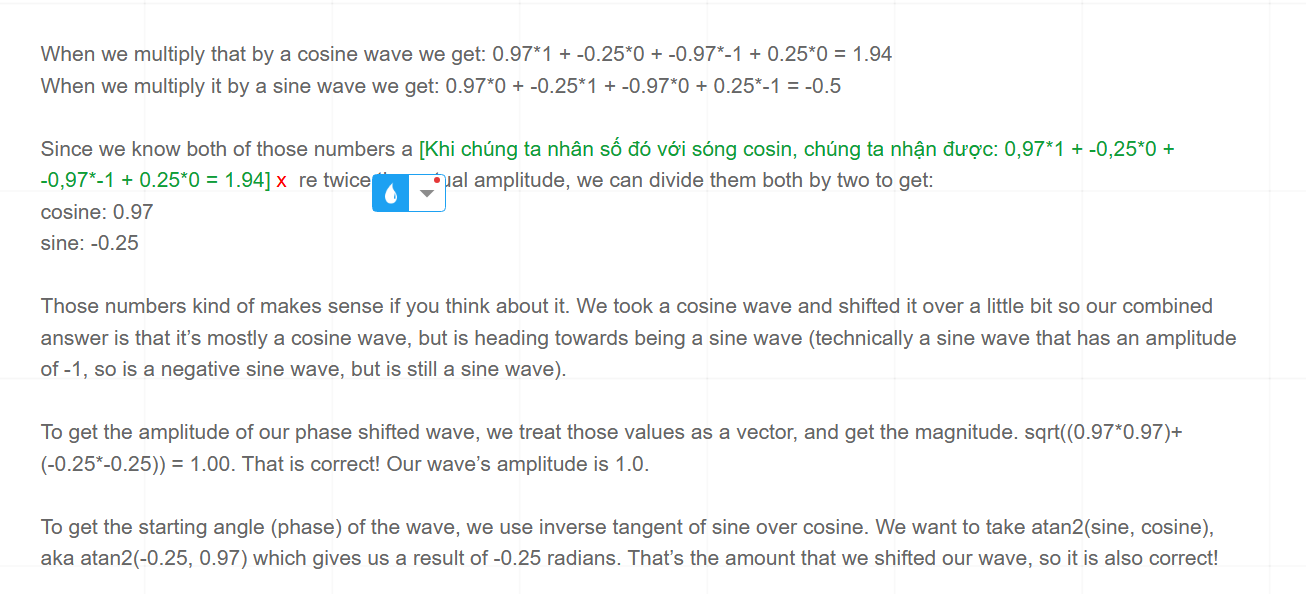 When we multiply that by a cosine wave we get: 0.97*1 + -0.25*0 + -0.97*-1 + 0.25*0 = 1.94
When we multiply it by a sine wave we get: 0.97*0 + -0.25*1 + -0.97*0 + 0.25*-1 = -0.5
Since we know both of those numbers a [Khi chúng ta nhân số đó với sóng cosin, chúng ta nhận được: 0,97*1 + -0,25*0 +
-0,97*-1 + 0.25*0 = 1.94] x re twice ual amplitude, we can divide them both by two to get:
cosine: 0.97
sine: -0.25
Those numbers kind of makes sense if you think about it. We took a cosine wave and shifted it over a little bit so our combined
answer is that it’s mostly a cosine wave, but is heading towards being a sine wave (technically a sine wave that has an amplitude
of -1, so is a negative sine wave, but is still a sine wave).
To get the amplitude of our phase shifted wave, we treat those values as a vector, and get the magnitude. sqrt((0.97*0.97)+
(-0.25*-0.25)) = 1.00. That is correct! Our wave’s amplitude is 1.0.
To get the starting angle (phase) of the wave, we use inverse tangent of sine over cosine. We want to take atan2(sine, cosine),
aka atan2(-0.25, 0.97) which gives us a result of -0.25 radians. That’s the amount that we shifted our wave, so it is also correct!